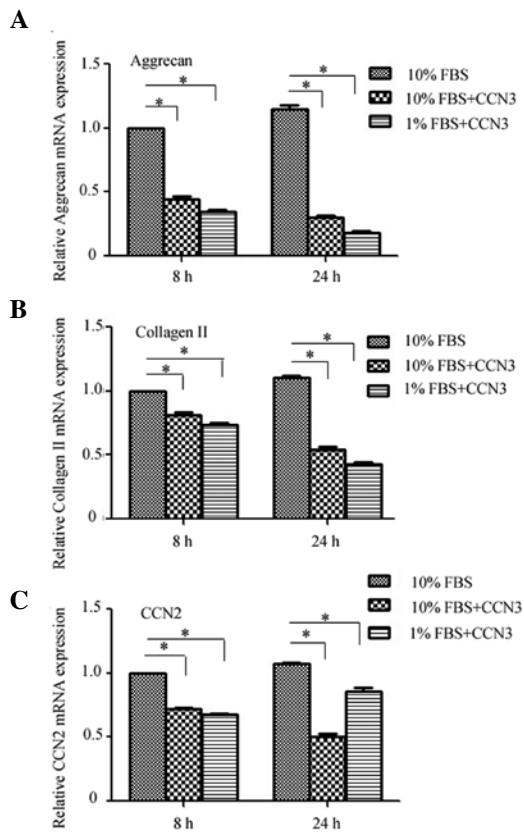 A
Relative Aggrecan mRNA expression
1.5
1.0
0.5
0
Aggrecan
*
*
*
*
8 h
24 h
10% FBS
10% FBS+CCN3
1% FBS+CCN3
B
Relative Collagen II mRNA expression
1.5
1.0
0.5
0
Collagen II
*
*
*
*
8 h
24 h
10% FBS
10% FBS+CCN3
1% FBS+CCN3
C
Relative CCN2 mRNA expression
1.5
1.0
0.5
0
CCN2
*
*
*
*
8 h
24 h
10% FBS
10% FBS+CCN3
1% FBS+CCN3